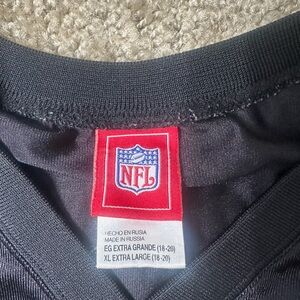 NFL
HECHO EN RUSIA
MADE IN RUSSIA
EG EXTRA GRANDE (18-20)
XL EXTRA LARGE (18-20)